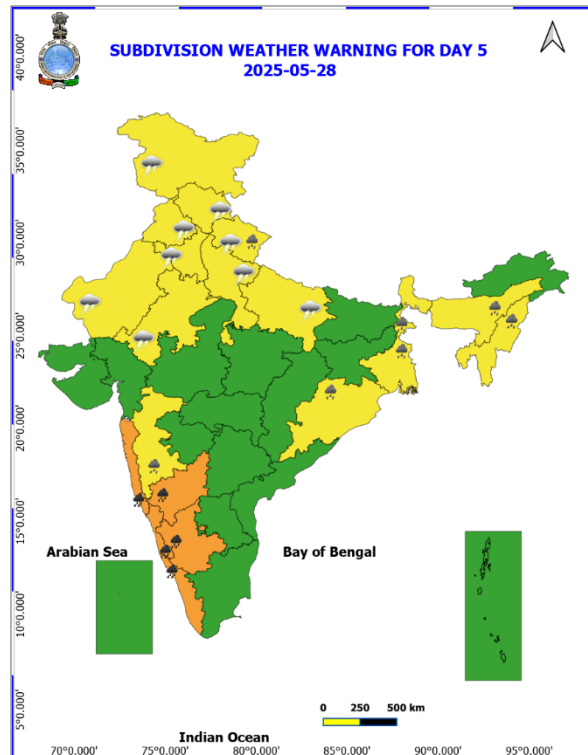 SUBDIVISION WEATHER WARNING FOR DAY 5
2025-05-28
40°0.000'
35°0.000'
30°0.000'
25°0.000'
20°0.000'
15°0.000'
10°0.000'
5°0.000'
Arabian Sea
Bay of Bengal
0 250 500 km
Indian Ocean
70°0.000' 75°0.000' 80°0.000' 85°0.000' 90°0.000' 95°0.000'